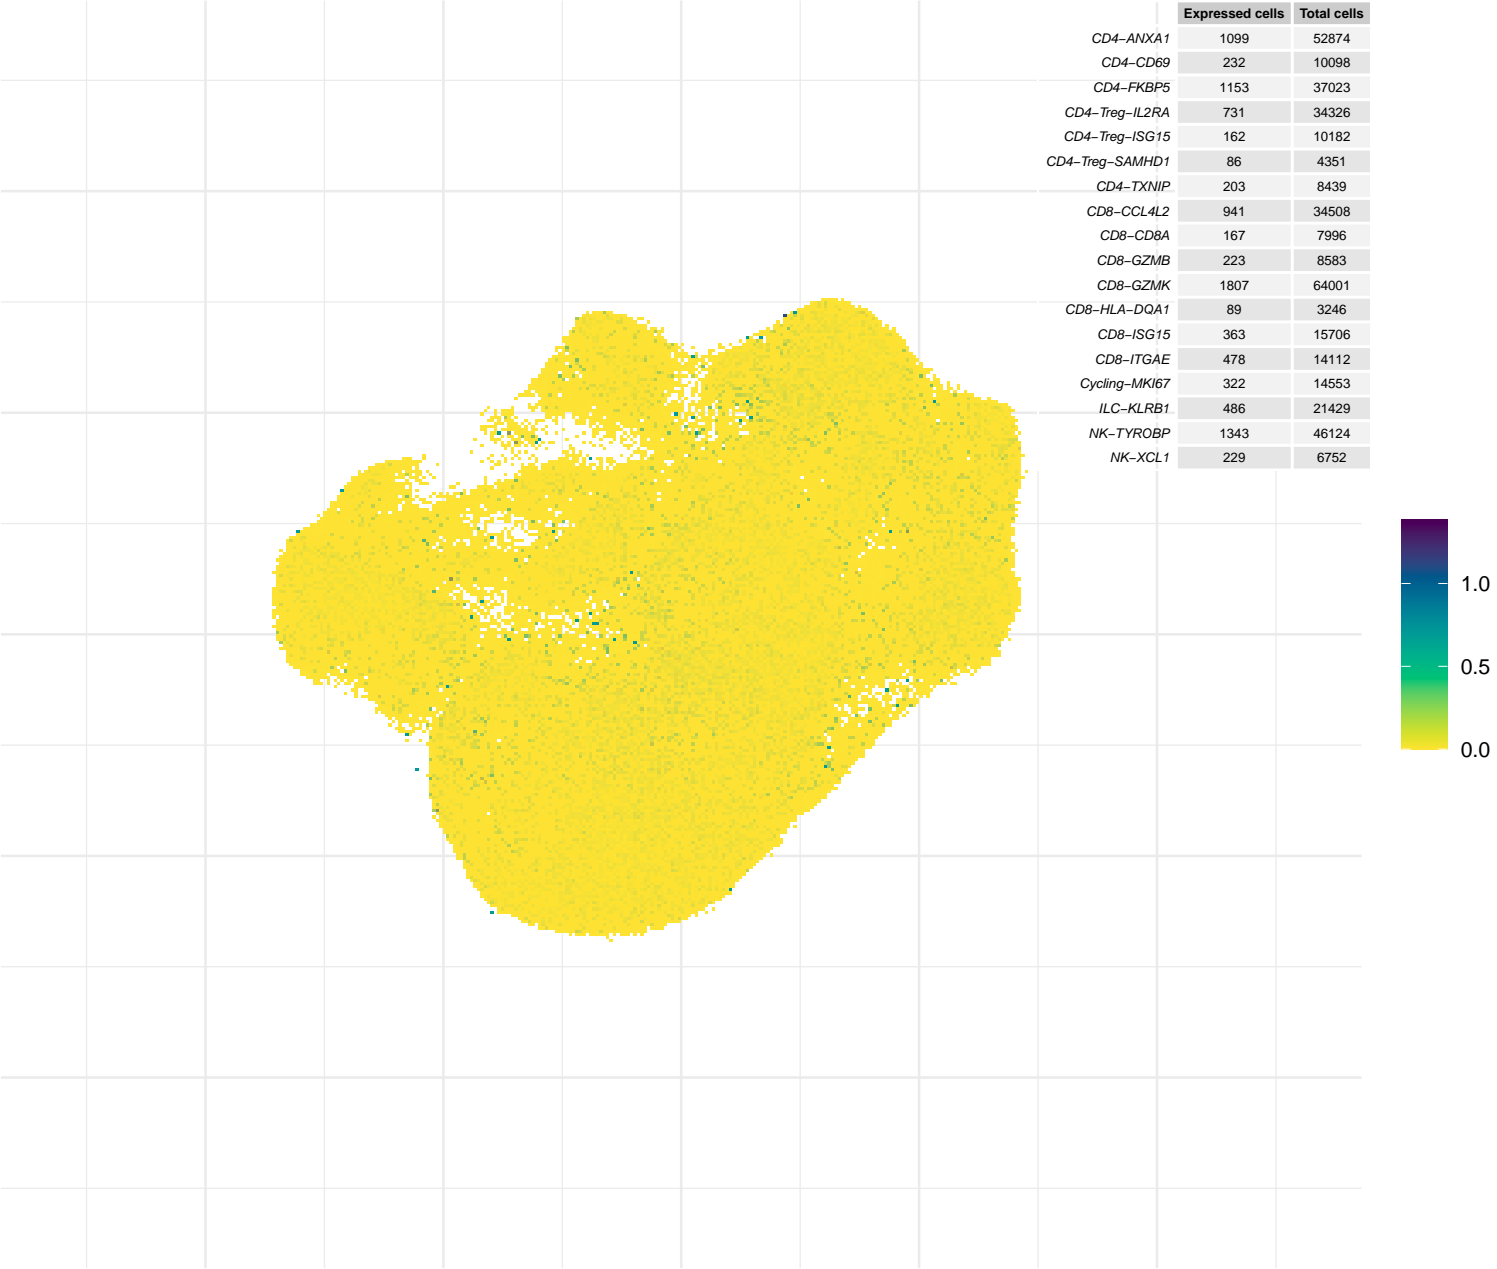 Expressed cells Total cells
CD4−ANXA1 1099 52874
CD4−CD69 232 10098
CD4−FKBP5 1153 37023
CD4−Treg−IL2RA 731 34326
CD4−Treg−ISG15 162 10182
CD4−Treg−SAMHD1 86 4351
CD4−TXNIP 203 8439
CD8−CCL4L2 941 34508
CD8−CD8A 167 7996
CD8−GZMB 223 8583
CD8−GZMK 1807 64001
CD8−HLA−DQA1 89 3246
CD8−ISG15 363 15706
CD8−ITGAE 478 14112
Cycling−MKI67 322 14553
ILC−KLRB1 486 21429
NK−TYROBP 1343 46124
NK−XCL1 229 6752
1.0
0.5
0.0